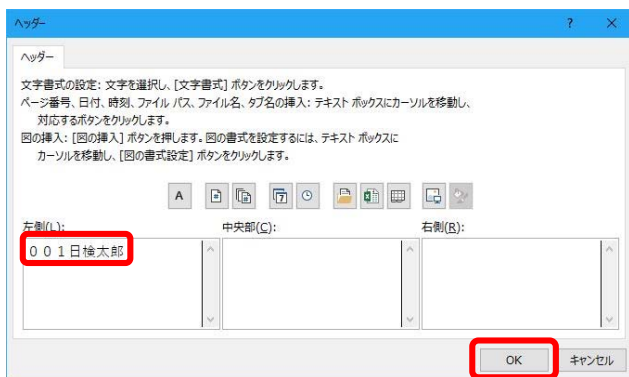 ヘッダー ? ×
ヘッダー
文字書式の設定: 文字を選択し、[文字書式] ボタンをクリックします。
ページ番号、日付、時刻、ファイル パス、ファイル名、タブ名の挿入: テキスト ボックスにカーソルを移動し、
対応するボタンをクリックします。
図の挿入: [図の挿入] ボタンを押します。図の書式を設定するには、テキスト ボックスに
カーソルを移動し、[図の書式設定] ボタンをクリックします。
A 7
左側(L): 中央部(C): 右側(R):
００１日検太郎
OK キャンセル